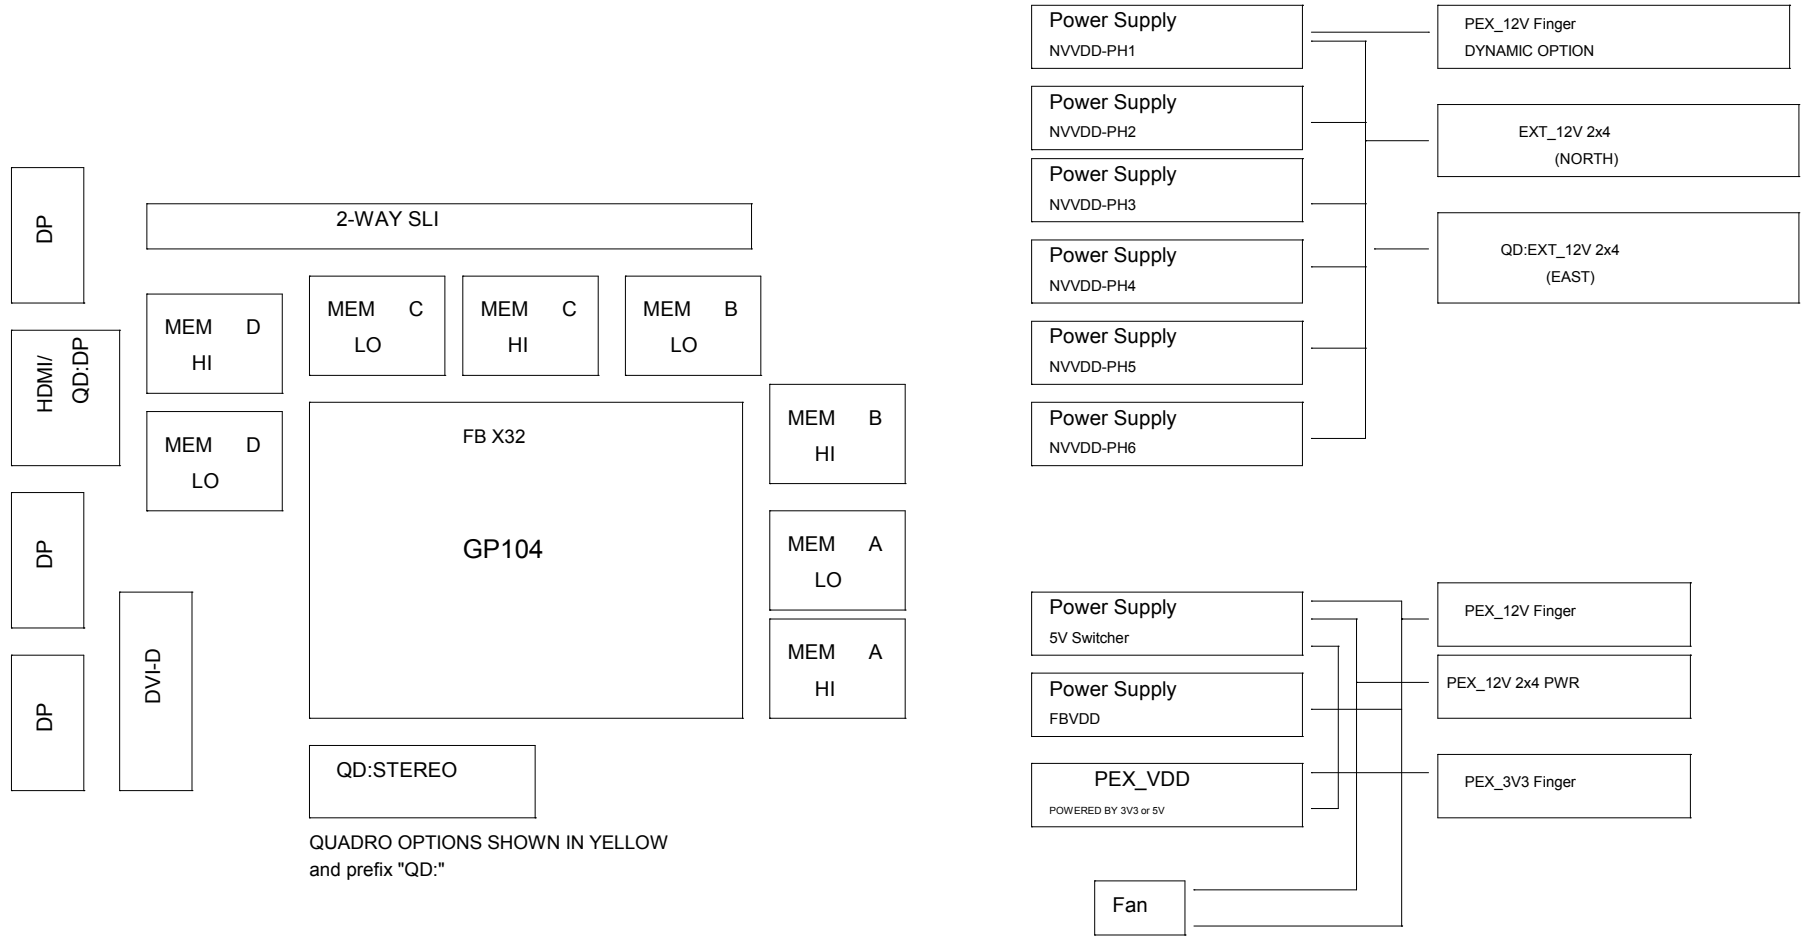 DP
HDMI/
QD:DP
DP
DP
DVI-D
2-WAY SLI
MEM D
HI
MEM D
LO
MEM C
LO
MEM C
HI
MEM B
LO
MEM B
HI
MEM A
LO
MEM A
HI
FB X32
GP104
QD:STEREO
QUADRO OPTIONS SHOWN IN YELLOW
and prefix "QD:"
Power Supply
NVVDD-PH1
Power Supply
NVVDD-PH2
Power Supply
NVVDD-PH3
Power Supply
NVVDD-PH4
Power Supply
NVVDD-PH5
Power Supply
NVVDD-PH6
PEX_12V Finger
DYNAMIC OPTION
EXT_12V 2x4
(NORTH)
QD:EXT_12V 2x4
(EAST)
Power Supply
5V Switcher
Power Supply
FBVDD
PEX_VDD
POWERED BY 3V3 or 5V
Fan
PEX_12V Finger
PEX_12V 2x4 PWR
PEX_3V3 Finger